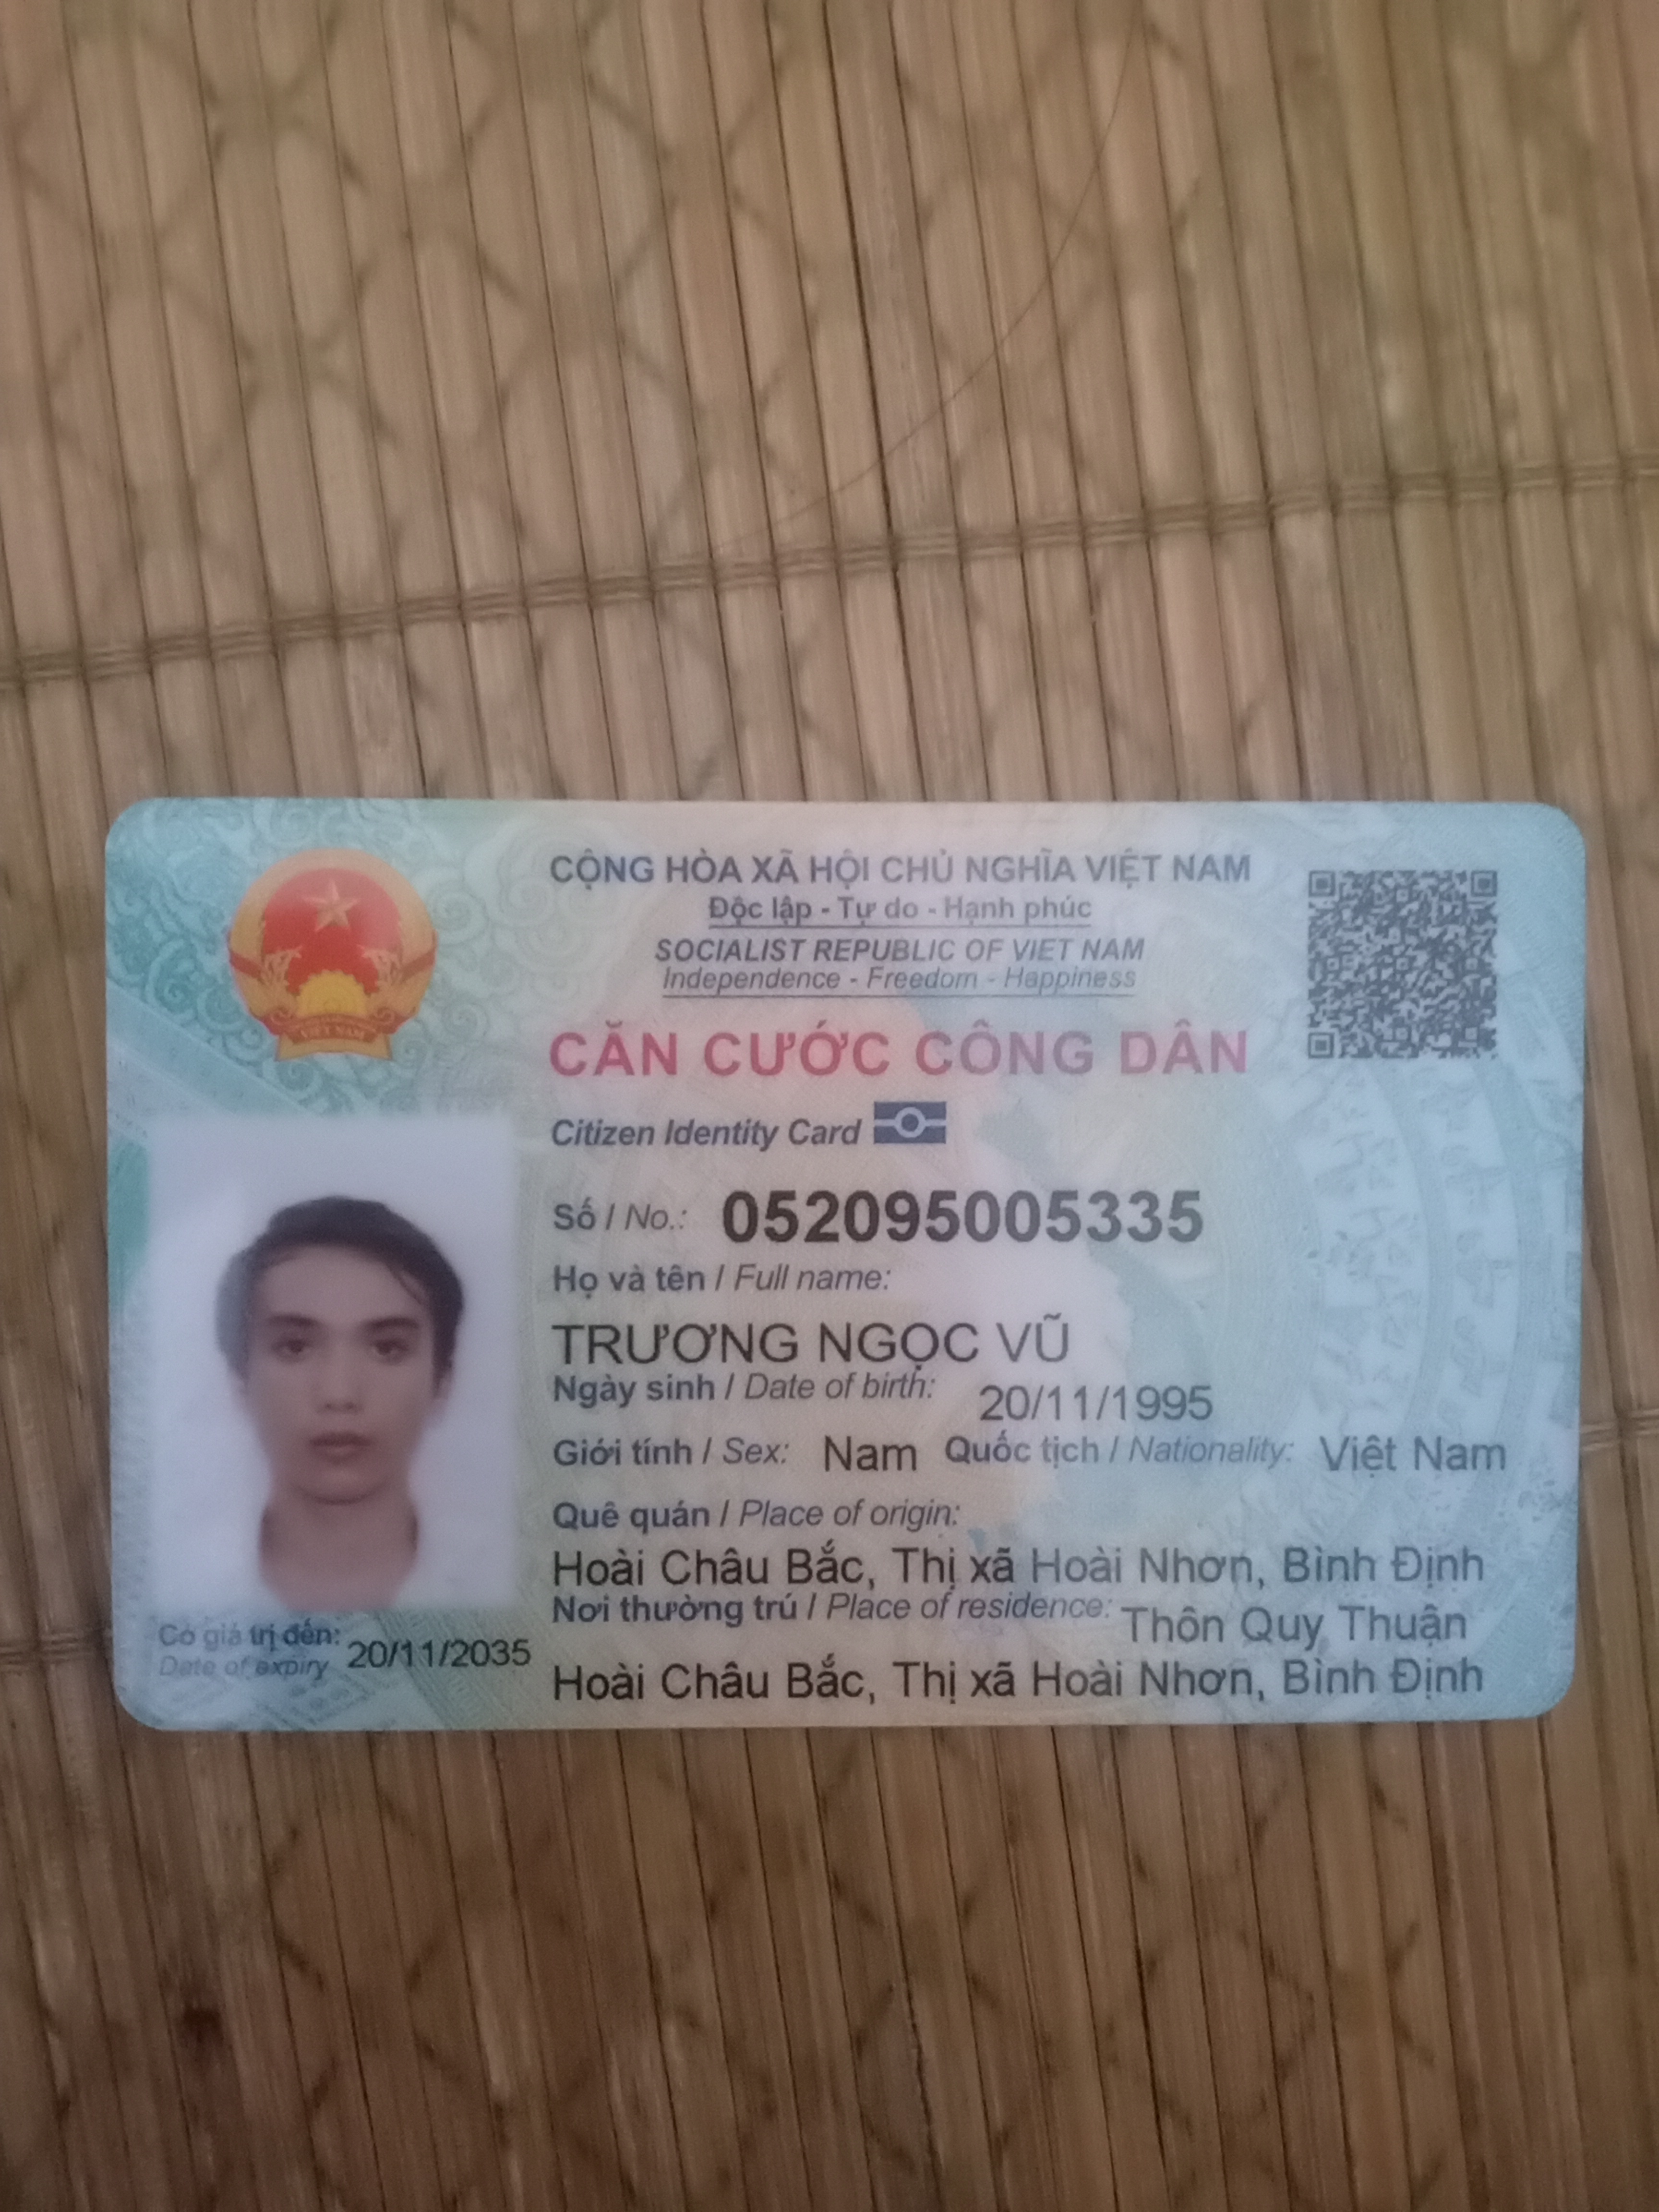 CỘNG HÒA XÃ HỘI CHỦ NGHĨA VIỆT NAM
Độc lập - Tự do - Hạnh phúc
SOCIALIST REPUBLIC OF VIET NAM
Independence - Freedom - Happiness
CĂN CƯỚC CÔNG DÂN
Citizen Identity Card
Số / No.: 052095005335
Họ và tên / Full name:
TRƯƠNG NGỌC VŨ
Ngày sinh / Date of birth: 20/11/1995
Giới tính / Sex: Nam Quốc tịch / Nationality: Việt Nam
Quê quán / Place of origin:
Hoài Châu Bắc, Thị xã Hoài Nhơn, Bình Định
Nơi thường trú / Place of residence: Thôn Quy Thuận
Hoài Châu Bắc, Thị xã Hoài Nhơn, Bình Định
Có giá trị đến: 20/11/2035
Date of expiry
VIỆT NAM